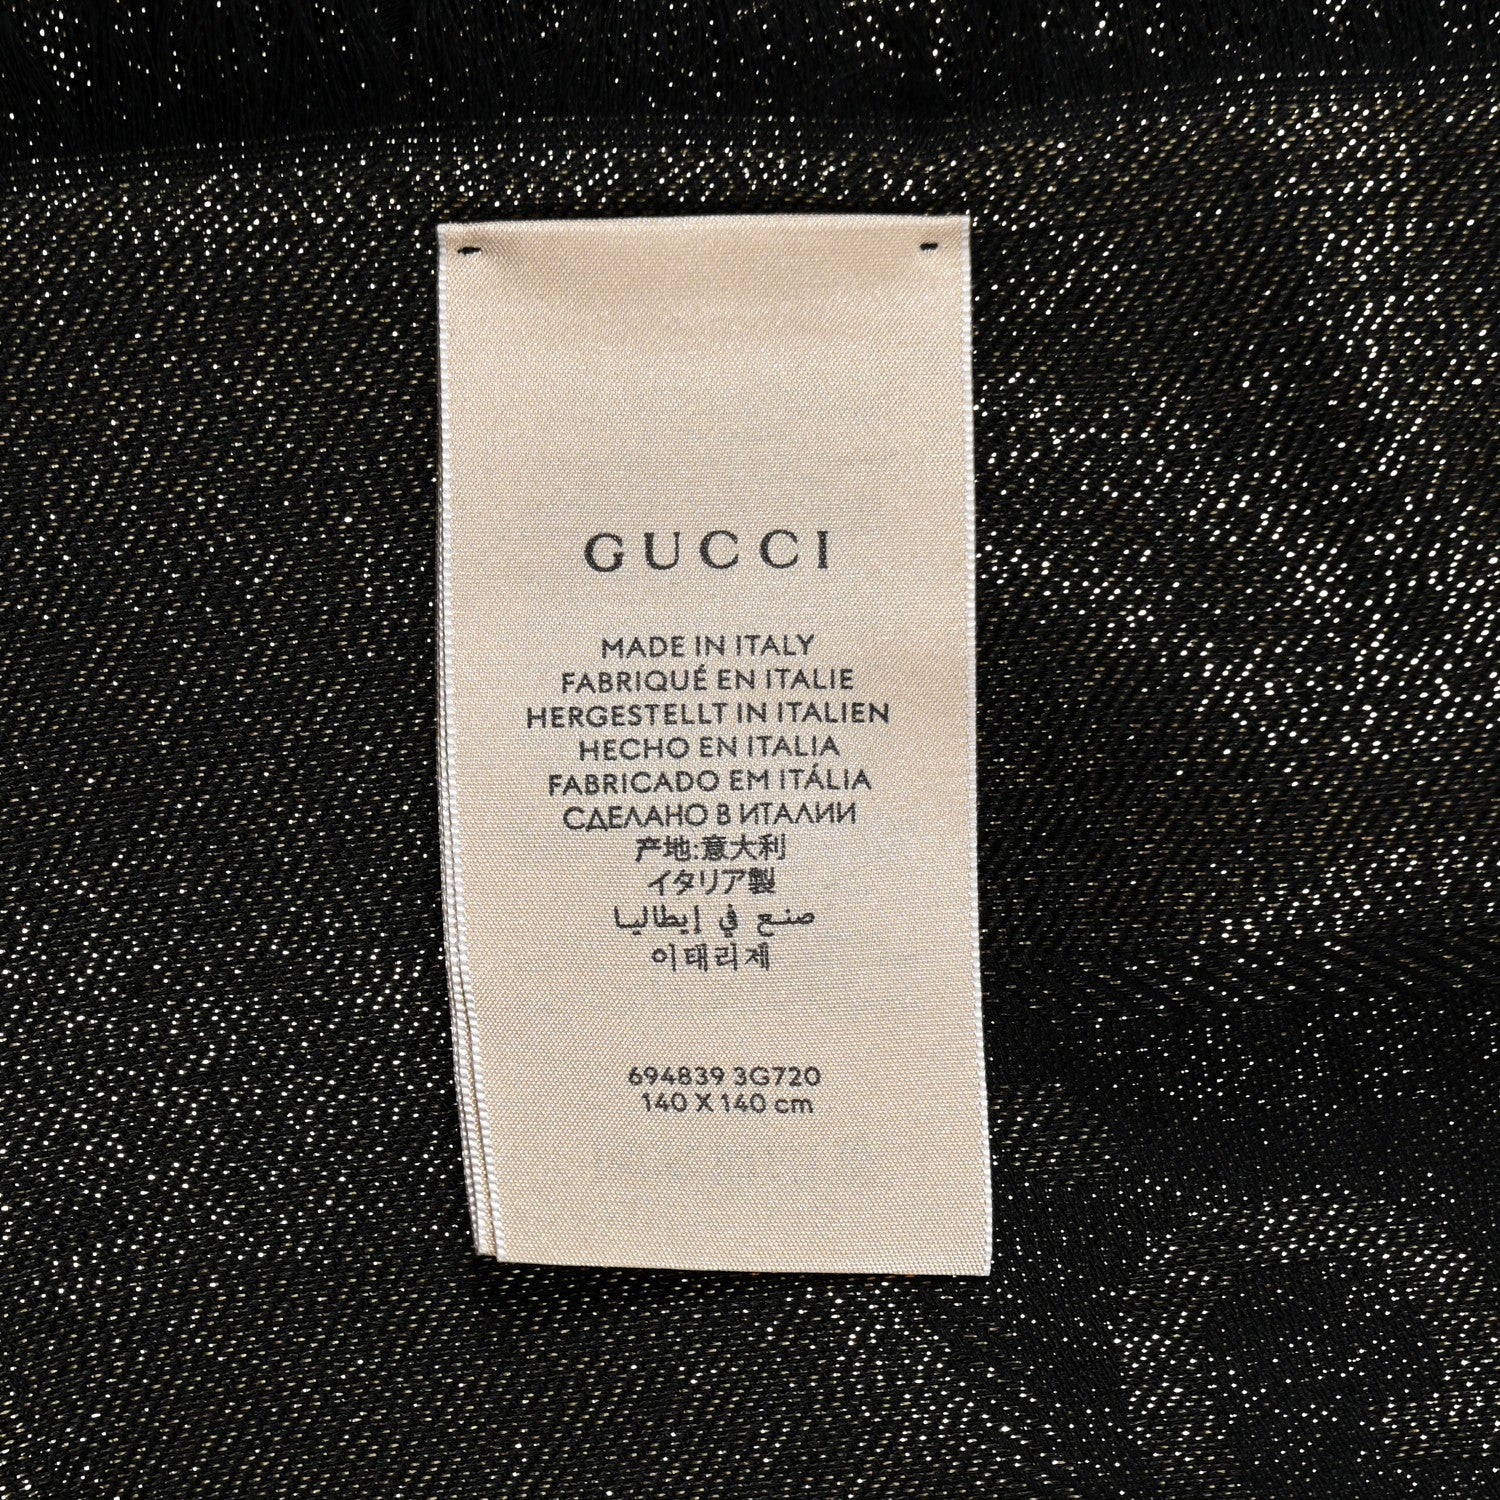 GUCCI
MADE IN ITALY
FABRIQUÉ EN ITALIE
HERGESTELLT IN ITALIEN
HECHO EN ITALIA
FABRICADO EM ITÁLIA
СДЕЛАНО В ИТАЛИИ
产地:意大利
イタリア製
صنع في إيطاليا
이태리제
694839 3G720
140 X 140 cm